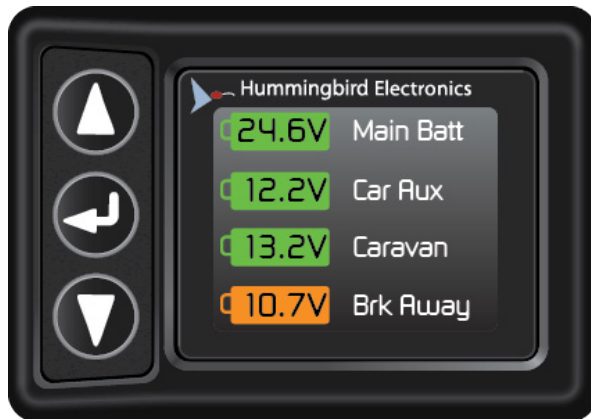 Hummingbird Electronics
24.6V Main Batt
12.2V Car Aux
13.2V Caravan
10.7V Brk Away